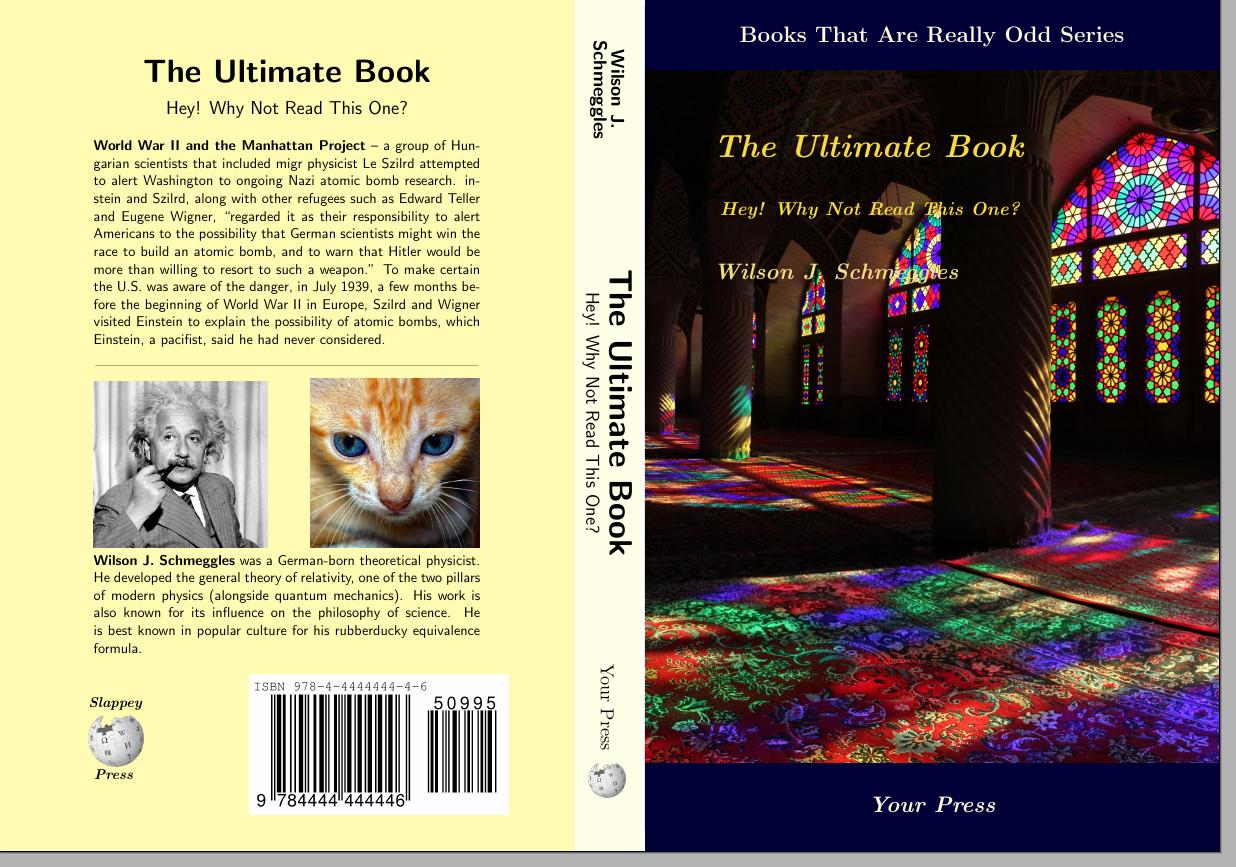 The Ultimate Book
Hey! Why Not Read This One?
World War II and the Manhattan Project – a group of Hun-
garian scientists that included migr physicist Le Szilrd attempted
to alert Washington to ongoing Nazi atomic bomb research. in-
stein and Szilrd, along with other refugees such as Edward Teller
and Eugene Wigner, “regarded it as their responsibility to alert
Americans to the possibility that German scientists might win the
race to build an atomic bomb, and to warn that Hitler would be
more than willing to resort to such a weapon.” To make certain
the U.S. was aware of the danger, in July 1939, a few months be-
fore the beginning of World War II in Europe, Szilrd and Wigner
visited Einstein to explain the possibility of atomic bombs, which
Einstein, a pacifist, said he had never considered.
Wilson J. Schmeggles was a German-born theoretical physicist.
He developed the general theory of relativity, one of the two pillars
of modern physics (alongside quantum mechanics). His work is
also known for its influence on the philosophy of science. He
is best known in popular culture for his rubberducky equivalence
formula.
Slappey
Press
ISBN 978-4-4444444-4-6
50995
9 784444 444446
Wilson J.
Schmeggles
The Ultimate Book
Hey! Why Not Read This One?
Your Press
Books That Are Really Odd Series
The Ultimate Book
Hey! Why Not Read This One?
Wilson J. Schmeggles
Your Press